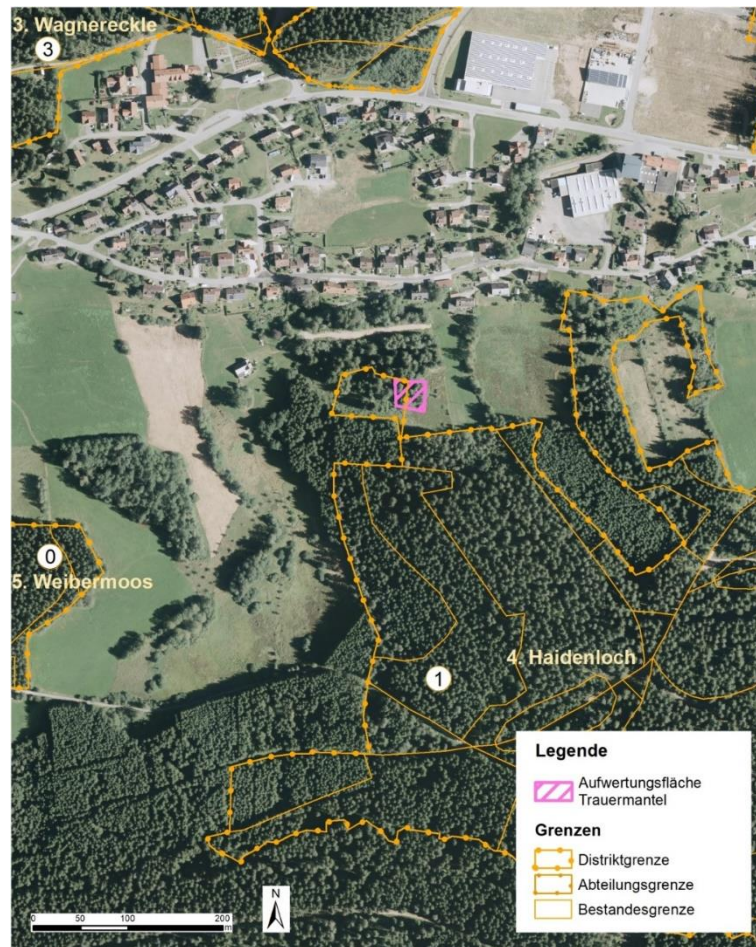 3. Wagnereckle
3
0
5. Weibermoos
4. Haidenloch
1
Legende
Aufwertungsfläche
Trauermantel
Grenzen
Distriktgrenze
Abteilungsgrenze
Bestandesgrenze
N
0 50 100 200
m